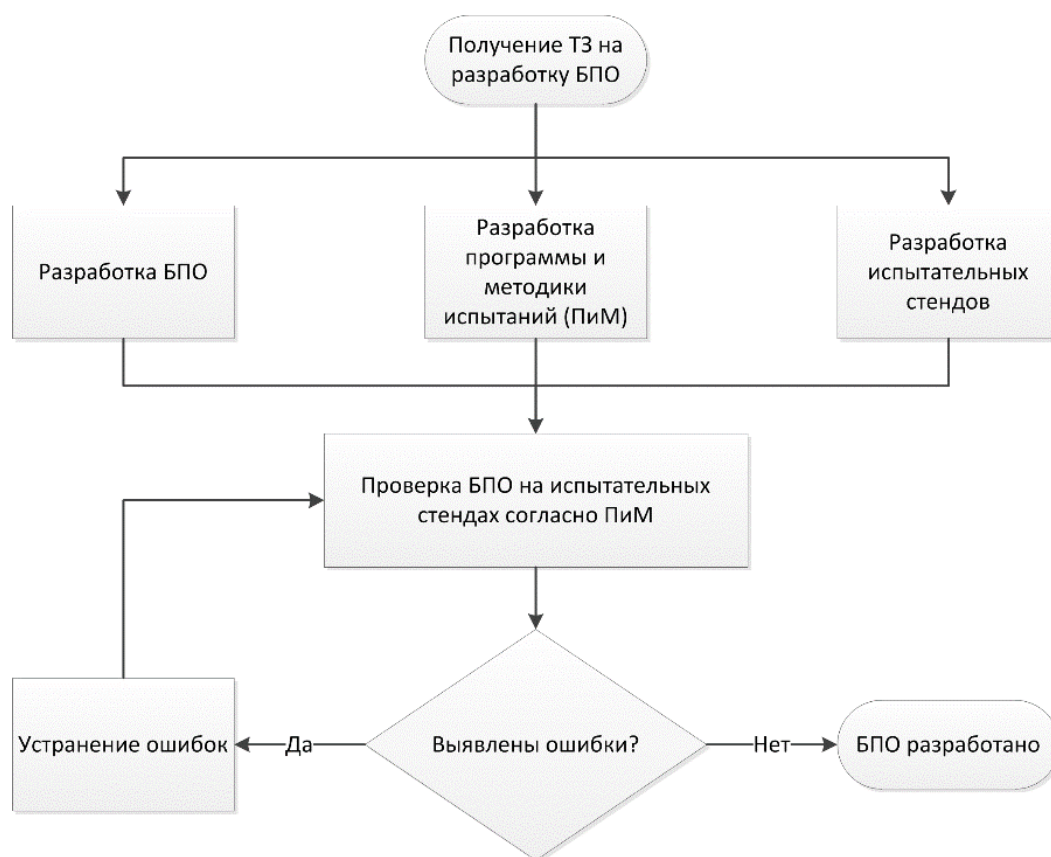 Получение ТЗ на
разработку БПО
Разработка БПО
Разработка
программы и
методики
испытаний (ПиМ)
Разработка
испытательных
стендов
Проверка БПО на испытательных
стендах согласно ПиМ
Устранение ошибок
Да
Выявлены ошибки?
Нет
БПО разработано